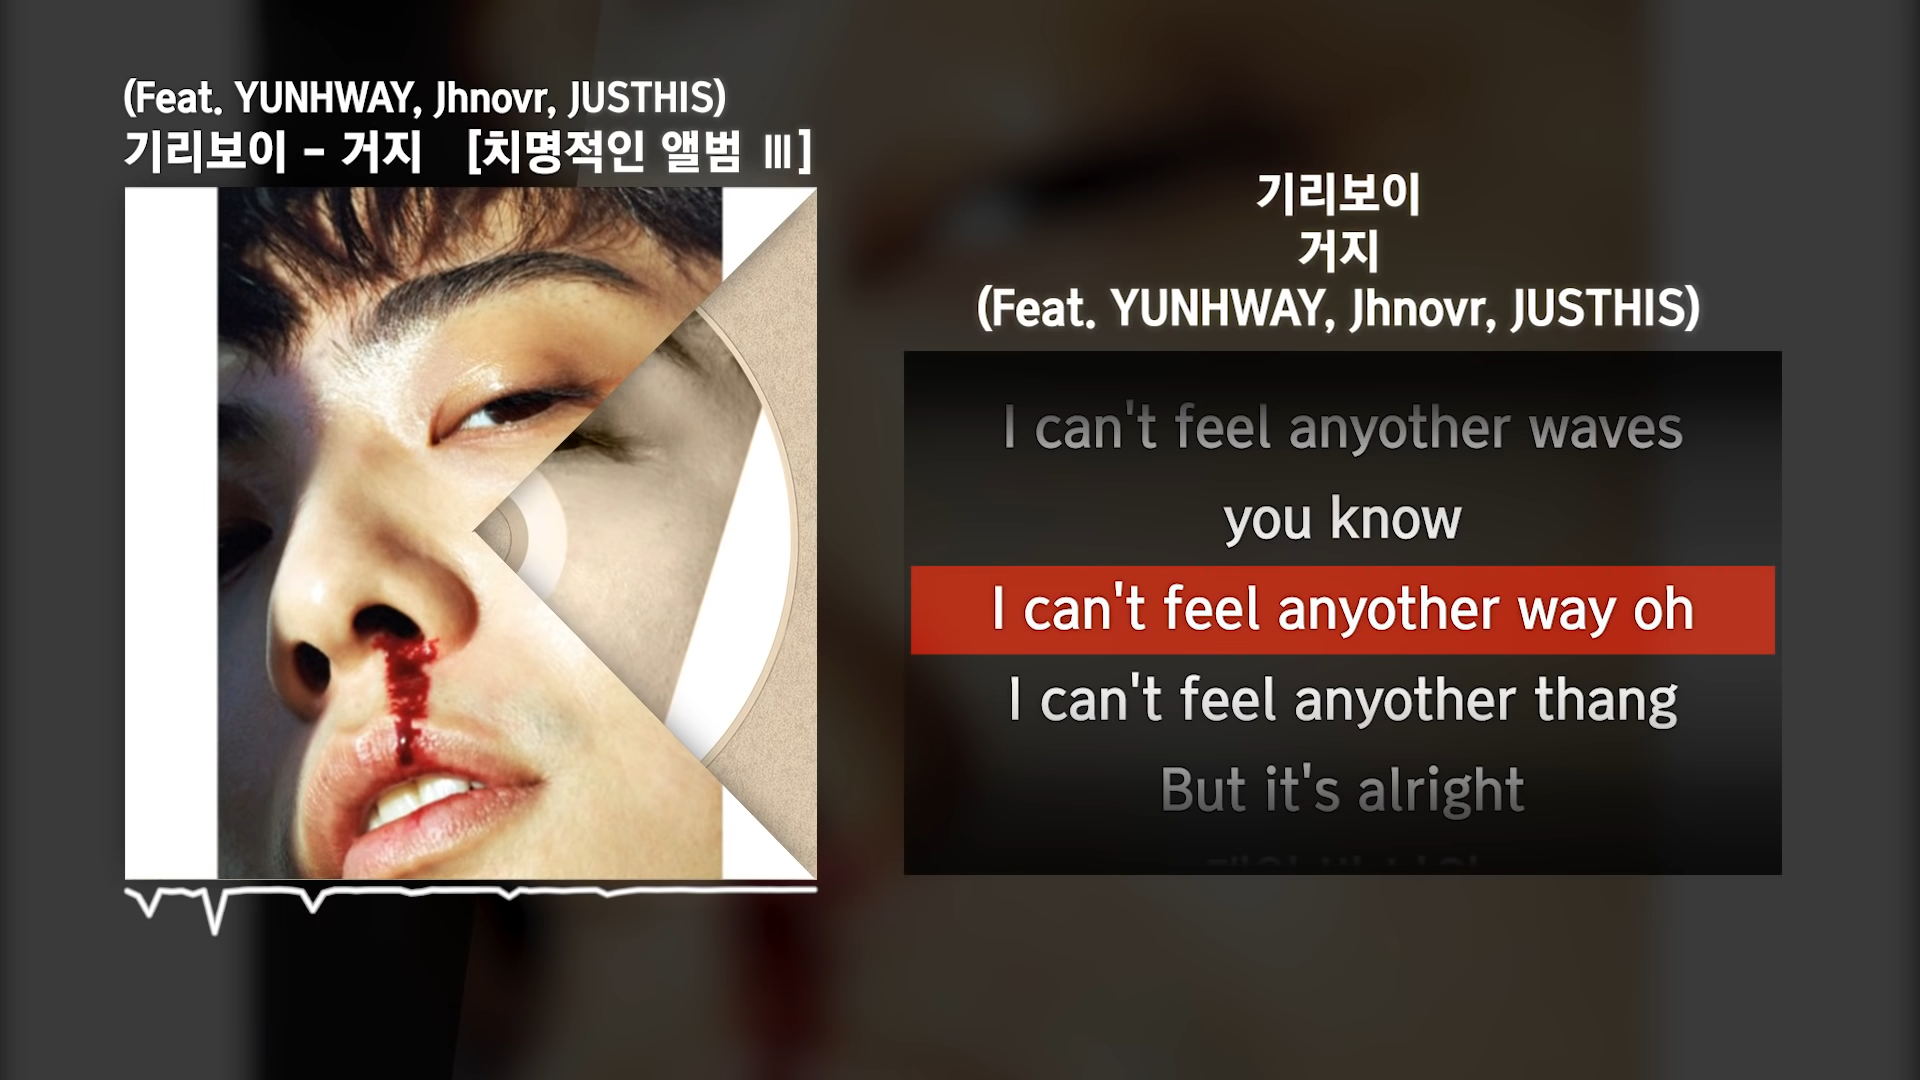 (Feat. YUNHWAY, Jhnovr, JUSTHIS)
기리보이 - 거지 [치명적인 앨범 Ⅲ]
기리보이
거지
(Feat. YUNHWAY, Jhnovr, JUSTHIS)
I can't feel anyother waves
you know
I can't feel anyother way oh
I can't feel anyother thang
But it's alright